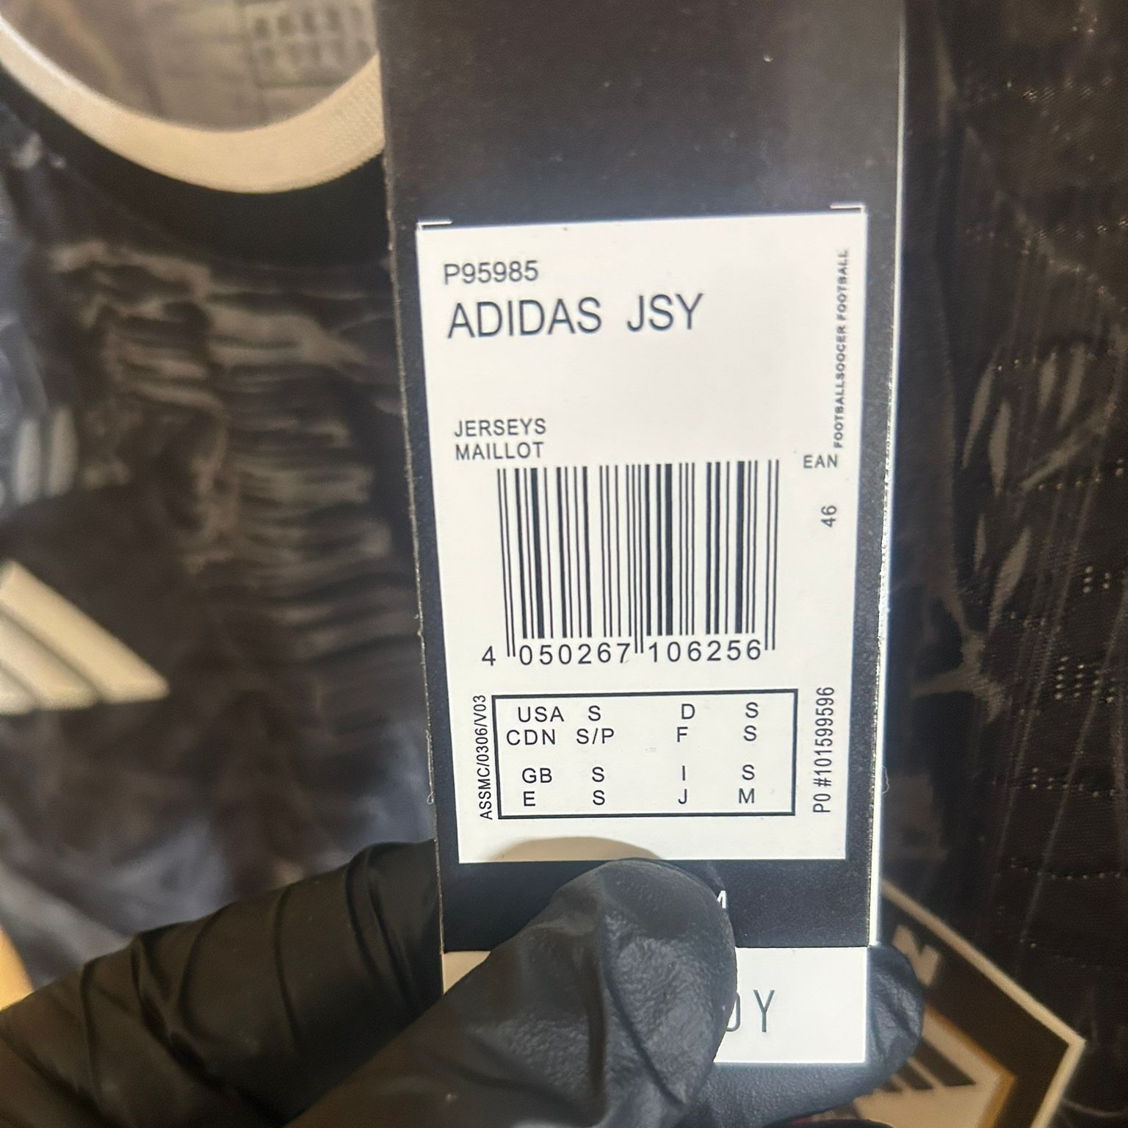 P95985
ADIDAS JSY
FOOTBALLSOCCER FOOTBALL
JERSEYS
MAILLOT
EAN
46
4 050267 106256
ASSMC/0306/V03
USA S D S
CDN S/P F S
GB S I S
E S J M
PO #101599596